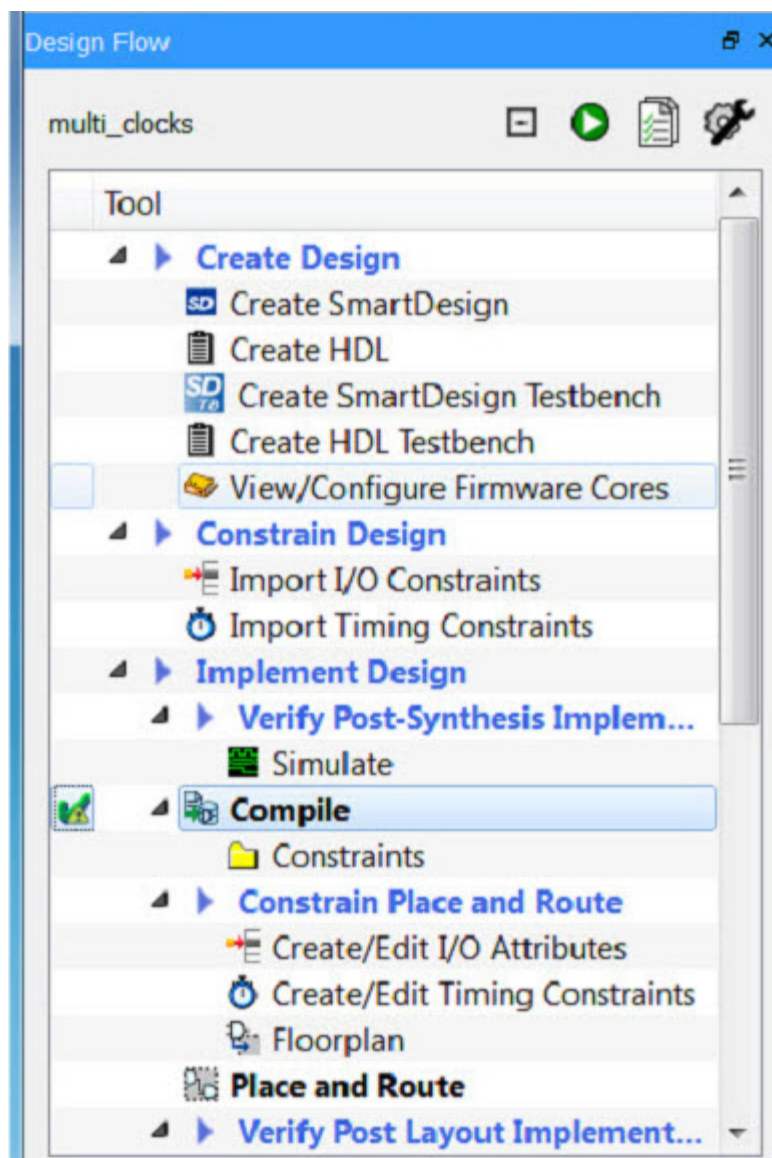 Design Flow
multi_clocks
Tool
Create Design
SD Create SmartDesign
Create HDL
SD Create SmartDesign Testbench
Create HDL Testbench
View/Configure Firmware Cores
Constrain Design
Import I/O Constraints
Import Timing Constraints
Implement Design
Verify Post-Synthesis Implem...
Simulate
Compile
Constraints
Constrain Place and Route
Create/Edit I/O Attributes
Create/Edit Timing Constraints
Floorplan
Place and Route
Verify Post Layout Implement...